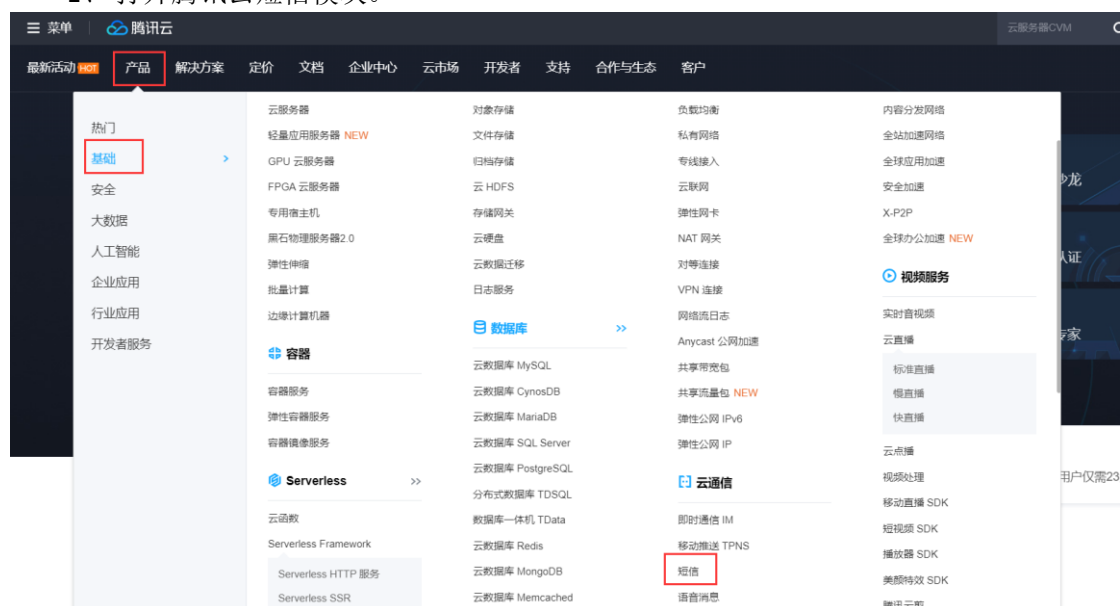 2、打开腾讯云短信模块。
菜单 腾讯云 云服务器CVM
最新活动 HOT 产品 解决方案 定价 文档 企业中心 云市场 开发者 支持 合作与生态 客户
热门
基础
安全
大数据
人工智能
企业应用
行业应用
开发者服务
云服务器
轻量应用服务器 NEW
GPU 云服务器
FPGA 云服务器
专用宿主机
黑石物理服务器2.0
弹性伸缩
批量计算
边缘计算机器
容器
容器服务
弹性容器服务
容器镜像服务
Serverless
云函数
Serverless Framework
Serverless HTTP 服务
Serverless SSR
对象存储
文件存储
归档存储
云 HDFS
存储网关
云硬盘
云数据迁移
日志服务
数据库
云数据库 MySQL
云数据库 CynosDB
云数据库 MariaDB
云数据库 SQL Server
云数据库 PostgreSQL
分布式数据库 TDSQL
数据库一体机 TData
云数据库 Redis
云数据库 MongoDB
云数据库 Memcached
负载均衡
私有网络
专线接入
云联网
弹性网卡
NAT 网关
对等连接
VPN 连接
网络流日志
Anycast 公网加速
共享带宽包
共享流量包 NEW
弹性公网 IPv6
弹性公网 IP
云通信
即时通信 IM
移动推送 TPNS
短信
语音消息
内容分发网络
全站加速网络
全球应用加速
安全加速
X-P2P
全球办公加速 NEW
视频服务
实时音视频
云直播
标准直播
慢直播
快直播
云点播
视频处理
移动直播 SDK
短视频 SDK
播放器 SDK
美颜特效 SDK
腾讯云剪
沙龙
认证
专家
用户仅需23